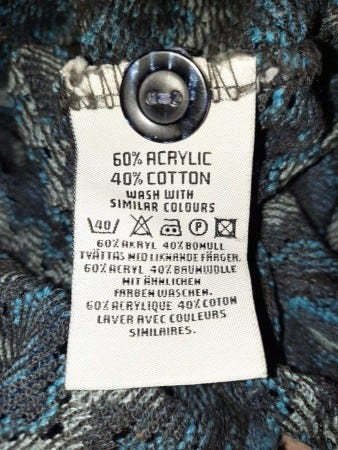 60% ACRYLIC
40% COTTON
WASH WITH
SIMILAR COLOURS
40 P
60% AKRYL 40% BOMULL
TVÄTTAS MED LIKNANDE FÄRGER.
60% ACRYL 40% BAUMWOLLE
MIT ÄHNLICHEN
FARBEN WASCHEN.
60% ACRYLIQUE 40% COTON
LAVER AVEC COULEURS
SIMILAIRES.